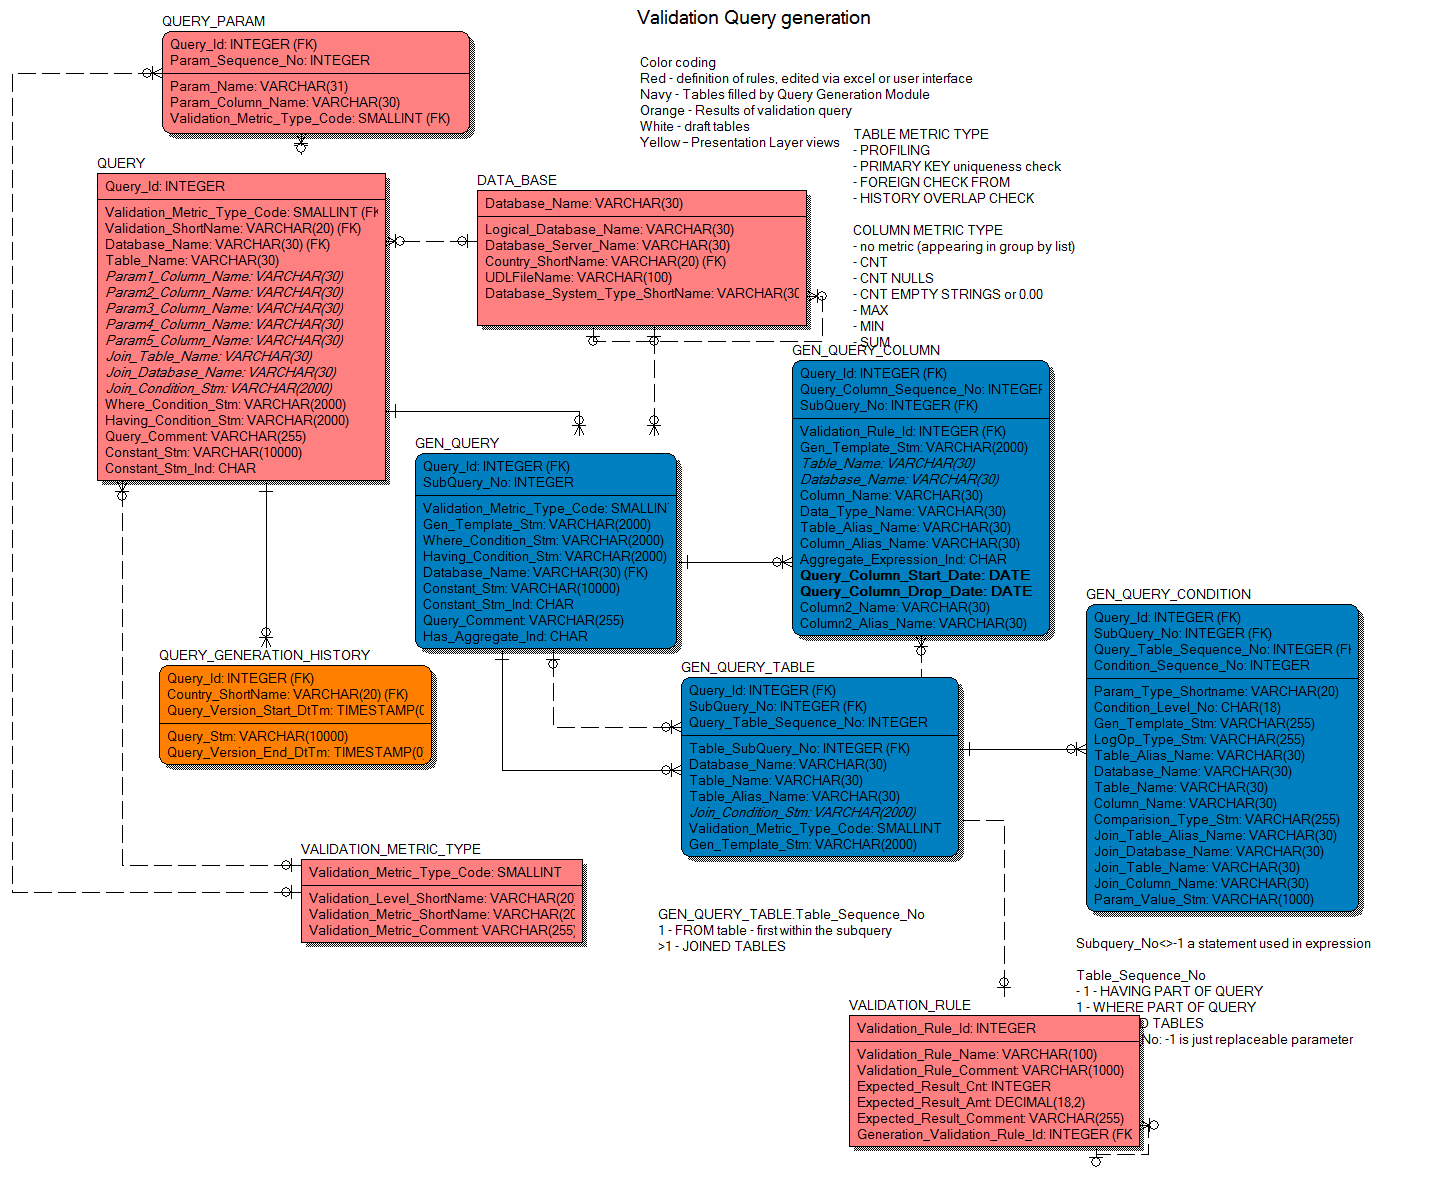 Validation Query generation
Color coding
Red - definition of rules, edited via excel or user interface
Navy - Tables filled by Query Generation Module
Orange - Results of validation query
White - draft tables
Yellow – Presentation Layer views
TABLE METRIC TYPE
- PROFILING
- PRIMARY KEY uniqueness check
- FOREIGN CHECK FROM
- HISTORY OVERLAP CHECK
COLUMN METRIC TYPE
- no metric (appearing in group by list)
- CNT
- CNT NULLS
- CNT EMPTY STRINGS or 0.00
- MAX
- MIN
- SUM
QUERY_PARAM
Query_Id: INTEGER (FK)
Param_Sequence_No: INTEGER
Param_Name: VARCHAR(31)
Param_Column_Name: VARCHAR(30)
Validation_Metric_Type_Code: SMALLINT (FK)
QUERY
Query_Id: INTEGER
Validation_Metric_Type_Code: SMALLINT (FK
Validation_ShortName: VARCHAR(20) (FK)
Database_Name: VARCHAR(30) (FK)
Table_Name: VARCHAR(30)
Param1_Column_Name: VARCHAR(30)
Param2_Column_Name: VARCHAR(30)
Param3_Column_Name: VARCHAR(30)
Param4_Column_Name: VARCHAR(30)
Param5_Column_Name: VARCHAR(30)
Join_Table_Name: VARCHAR(30)
Join_Database_Name: VARCHAR(30)
Join_Condition_Stm: VARCHAR(2000)
Where_Condition_Stm: VARCHAR(2000)
Having_Condition_Stm: VARCHAR(2000)
Query_Comment: VARCHAR(255)
Constant_Stm: VARCHAR(10000)
Constant_Stm_Ind: CHAR
DATA_BASE
Database_Name: VARCHAR(30)
Logical_Database_Name: VARCHAR(30)
Database_Server_Name: VARCHAR(30)
Country_ShortName: VARCHAR(20) (FK)
UDLFileName: VARCHAR(100)
Database_System_Type_ShortName: VARCHAR(30
GEN_QUERY_COLUMN
Query_Id: INTEGER (FK)
Query_Column_Sequence_No: INTEGER
SubQuery_No: INTEGER (FK)
Validation_Rule_Id: INTEGER (FK)
Gen_Template_Stm: VARCHAR(2000)
Table_Name: VARCHAR(30)
Database_Name: VARCHAR(30)
Column_Name: VARCHAR(30)
Data_Type_Name: VARCHAR(30)
Table_Alias_Name: VARCHAR(30)
Column_Alias_Name: VARCHAR(30)
Aggregate_Expression_Ind: CHAR
Query_Column_Start_Date: DATE
Query_Column_Drop_Date: DATE
Column2_Name: VARCHAR(30)
Column2_Alias_Name: VARCHAR(30)
GEN_QUERY
Query_Id: INTEGER (FK)
SubQuery_No: INTEGER
Validation_Metric_Type_Code: SMALLIN
Gen_Template_Stm: VARCHAR(2000)
Where_Condition_Stm: VARCHAR(2000)
Having_Condition_Stm: VARCHAR(2000)
Database_Name: VARCHAR(30) (FK)
Constant_Stm: VARCHAR(10000)
Constant_Stm_Ind: CHAR
Query_Comment: VARCHAR(255)
Has_Aggregate_Ind: CHAR
GEN_QUERY_CONDITION
Query_Id: INTEGER (FK)
SubQuery_No: INTEGER (FK)
Query_Table_Sequence_No: INTEGER (FK
Condition_Sequence_No: INTEGER
Param_Type_Shortname: VARCHAR(20)
Condition_Level_No: CHAR(18)
Gen_Template_Stm: VARCHAR(255)
LogOp_Type_Stm: VARCHAR(255)
Table_Alias_Name: VARCHAR(30)
Database_Name: VARCHAR(30)
Table_Name: VARCHAR(30)
Column_Name: VARCHAR(30)
Comparision_Type_Stm: VARCHAR(255)
Join_Table_Alias_Name: VARCHAR(30)
Join_Database_Name: VARCHAR(30)
Join_Table_Name: VARCHAR(30)
Join_Column_Name: VARCHAR(30)
Param_Value_Stm: VARCHAR(1000)
QUERY_GENERATION_HISTORY
Query_Id: INTEGER (FK)
Country_ShortName: VARCHAR(20) (FK)
Query_Version_Start_DtTm: TIMESTAMP(0
Query_Stm: VARCHAR(10000)
Query_Version_End_DtTm: TIMESTAMP(0
GEN_QUERY_TABLE
Query_Id: INTEGER (FK)
SubQuery_No: INTEGER (FK)
Query_Table_Sequence_No: INTEGER
Table_SubQuery_No: INTEGER (FK)
Database_Name: VARCHAR(30)
Table_Name: VARCHAR(30)
Table_Alias_Name: VARCHAR(30)
Join_Condition_Stm: VARCHAR(2000)
Validation_Metric_Type_Code: SMALLINT
Gen_Template_Stm: VARCHAR(2000)
VALIDATION_METRIC_TYPE
Validation_Metric_Type_Code: SMALLINT
Validation_Level_ShortName: VARCHAR(20)
Validation_Metric_ShortName: VARCHAR(20
Validation_Metric_Comment: VARCHAR(255)
GEN_QUERY_TABLE.Table_Sequence_No
1 - FROM table - first within the subquery
>1 - JOINED TABLES
Subquery_No<>-1 a statement used in expression
Table_Sequence_No
- 1 - HAVING PART OF QUERY
1 - WHERE PART OF QUERY
TABLES
No: -1 is just replaceable parameter
VALIDATION_RULE
Validation_Rule_Id: INTEGER
Validation_Rule_Name: VARCHAR(100)
Validation_Rule_Comment: VARCHAR(1000)
Expected_Result_Cnt: INTEGER
Expected_Result_Amt: DECIMAL(18,2)
Expected_Result_Comment: VARCHAR(255)
Generation_Validation_Rule_Id: INTEGER (FK